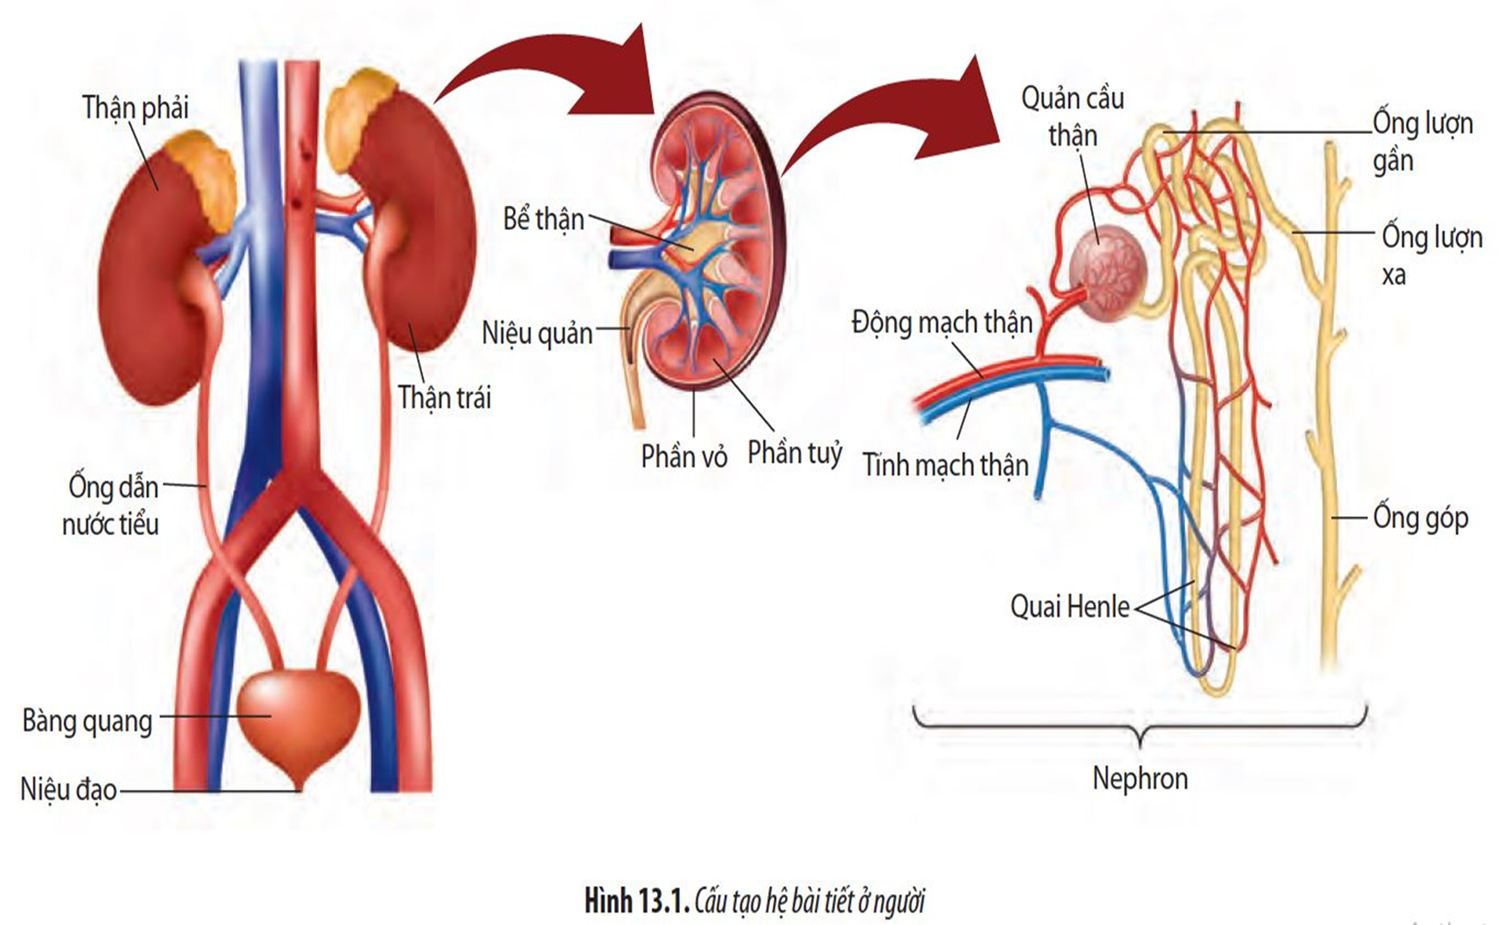 Thận phải
Thận trái
Ống dẫn
nước tiểu
Bàng quang
Niệu đạo
Bể thận
Niệu quản
Phần vỏ
Phần tuỷ
Quản cầu
thận
Ống lượn
gần
Ống lượn
xa
Động mạch thận
Tĩnh mạch thận
Ống góp
Quai Henle
Nephron
Hình 13.1. Cấu tạo hệ bài tiết ở người